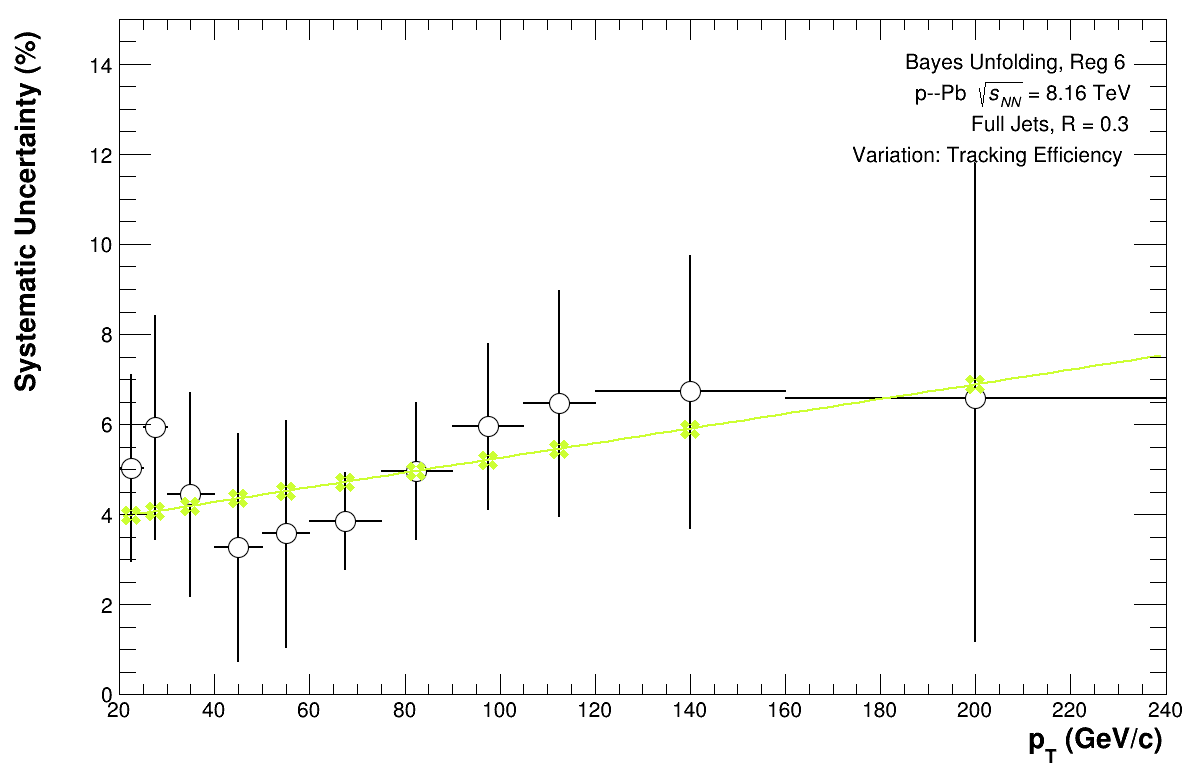 Systematic Uncertainty (%)
14
12
10
8
6
4
2
0
Bayes Unfolding, Reg 6
p--Pb √s_NN = 8.16 TeV
Full Jets, R = 0.3
Variation: Tracking Efficiency
20 40 60 80 100 120 140 160 180 200 220 240
p_T (GeV/c)